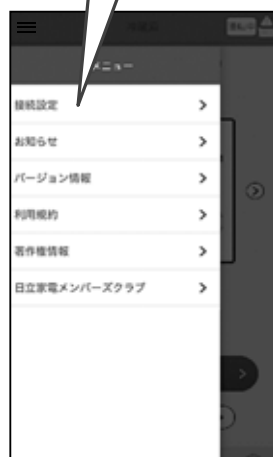 メニュー
接続設定
お知らせ
バージョン情報
利用規約
著作権情報
日立家電メンバーズクラブ